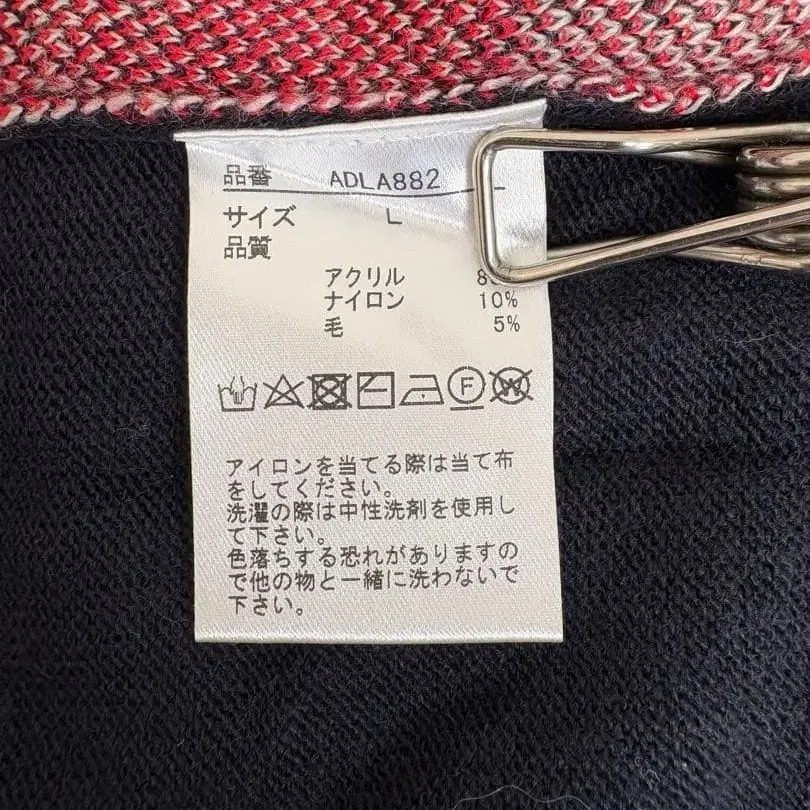 品番 ADLA882
サイズ L
品質
アクリル
ナイロン 10%
毛 5%
F W
アイロンを当てる際は当て布
をしてください。
洗濯の際は中性洗剤を使用し
て下さい。
色落ちする恐れがありますの
で他の物と一緒に洗わないで
下さい。